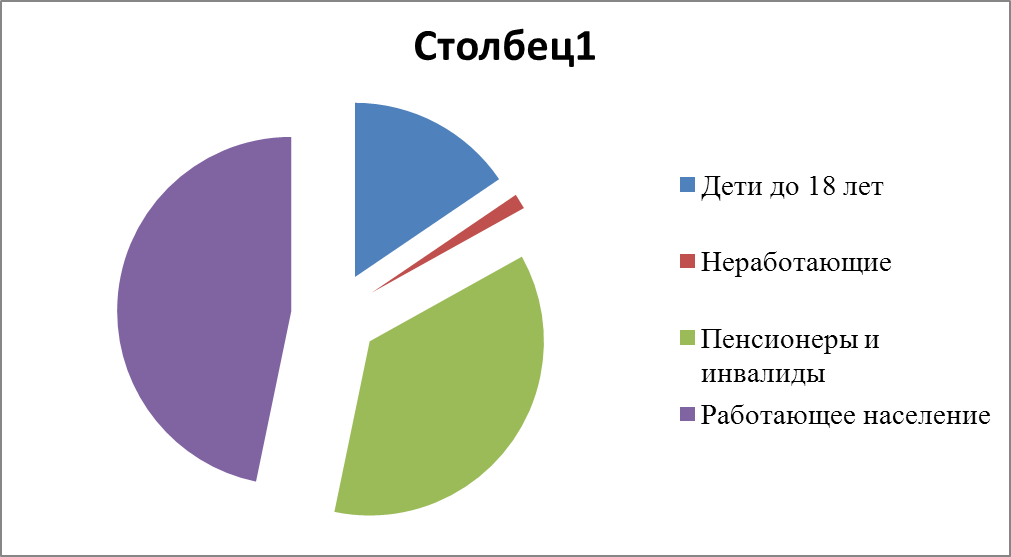 Столбец1
Дети до 18 лет
Неработающие
Пенсионеры и
инвалиды
Работающее население